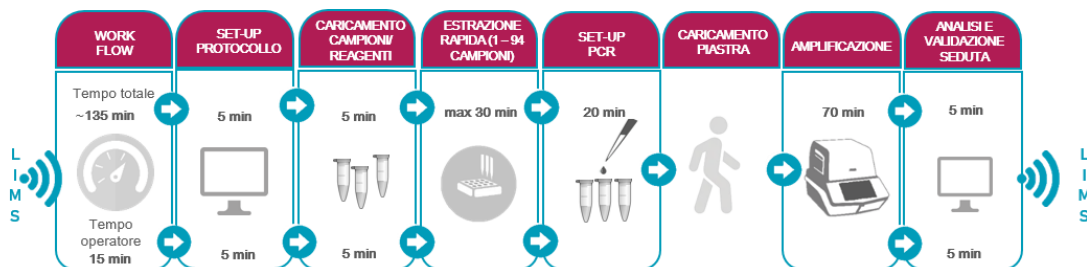 WORK
FLOW
SET-UP
PROTOCOLLO
CARICAMENTO
CAMPIONI/
REAGENTI
ESTRAZIONE
RAPIDA (1 – 94
CAMPIONI)
SET-UP
PCR
CARICAMENTO
PIASTRA
AMPLIFICAZIONE
ANALISI E
VALIDAZIONE
SEDUTA
Tempo totale
~135 min
5 min
5 min
max 30 min
20 min
70 min
5 min
L
I
M
S
L
I
M
S
Tempo
operatore
15 min
5 min
5 min
5 min